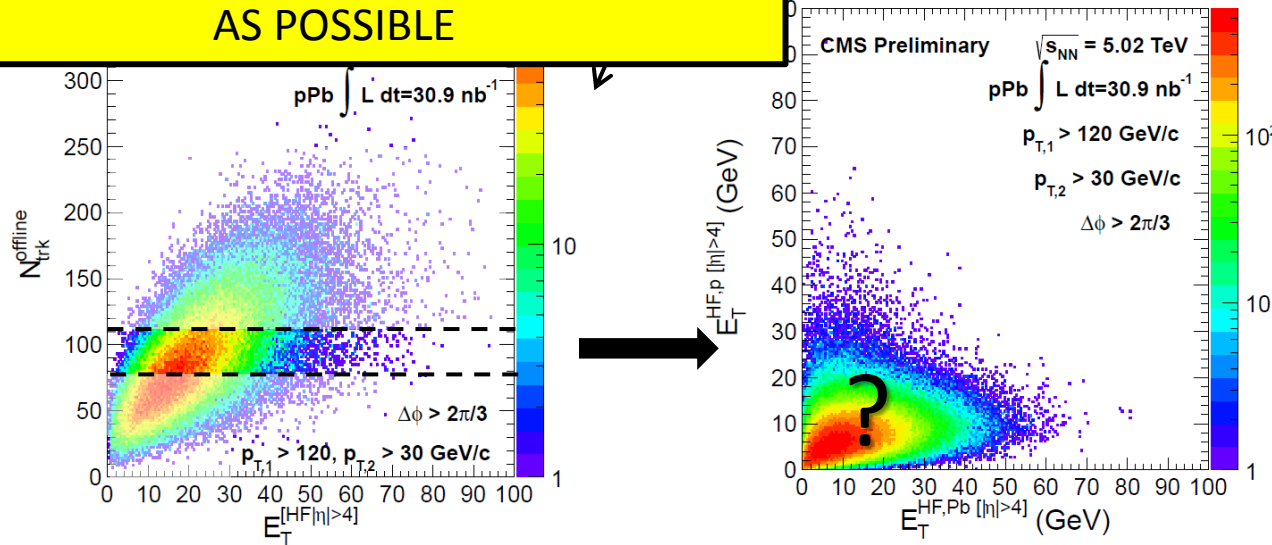 AS POSSIBLE
300
250
200
150
100
50
0
N_trk^offline
pPb ∫ L dt=30.9 nb⁻¹
Δϕ > 2π/3
p_T,1 > 120, p_T,2 > 30 GeV/c
0 10 20 30 40 50 60 70 80 90 100
E_T^[HF|η|>4]
10
1
CMS Preliminary
√s_NN = 5.02 TeV
pPb ∫ L dt=30.9 nb⁻¹
p_T,1 > 120 GeV/c
p_T,2 > 30 GeV/c
Δϕ > 2π/3
?
80
70
60
50
40
30
20
10
0
E_T^HF,p [|η|>4] (GeV)
0 10 20 30 40 50 60 70 80 90 100
E_T^HF,Pb [|η|>4] (GeV)
10²
10
1